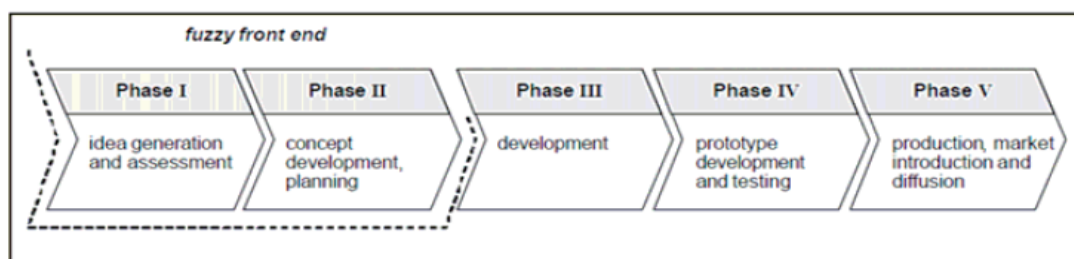 fuzzy front end
Phase I
Phase II
Phase III
Phase IV
Phase V
idea generation
and assessment
concept
development,
planning
development
prototype
development
and testing
production, market
introduction and
diffusion